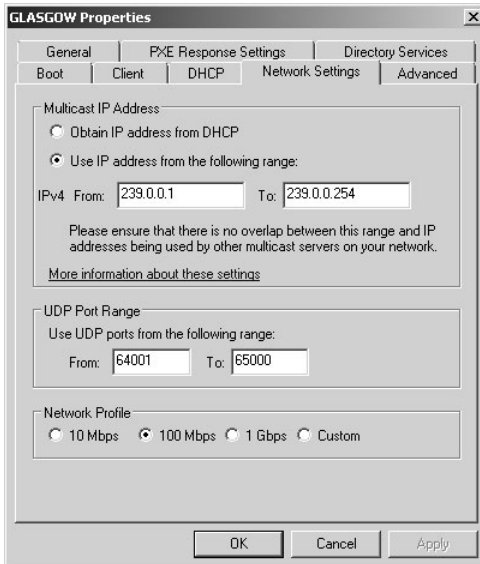 GLASGOW Properties
General PXE Response Settings Directory Services
Boot Client DHCP Network Settings Advanced
Multicast IP Address
Obtain IP address from DHCP
Use IP address from the following range:
IPv4 From: 239.0.0.1 To: 239.0.0.254
Please ensure that there is no overlap between this range and IP
addresses being used by other multicast servers on your network.
More information about these settings
UDP Port Range
Use UDP ports from the following range:
From: 64001 To: 65000
Network Profile
10 Mbps 100 Mbps 1 Gbps Custom
OK Cancel Apply